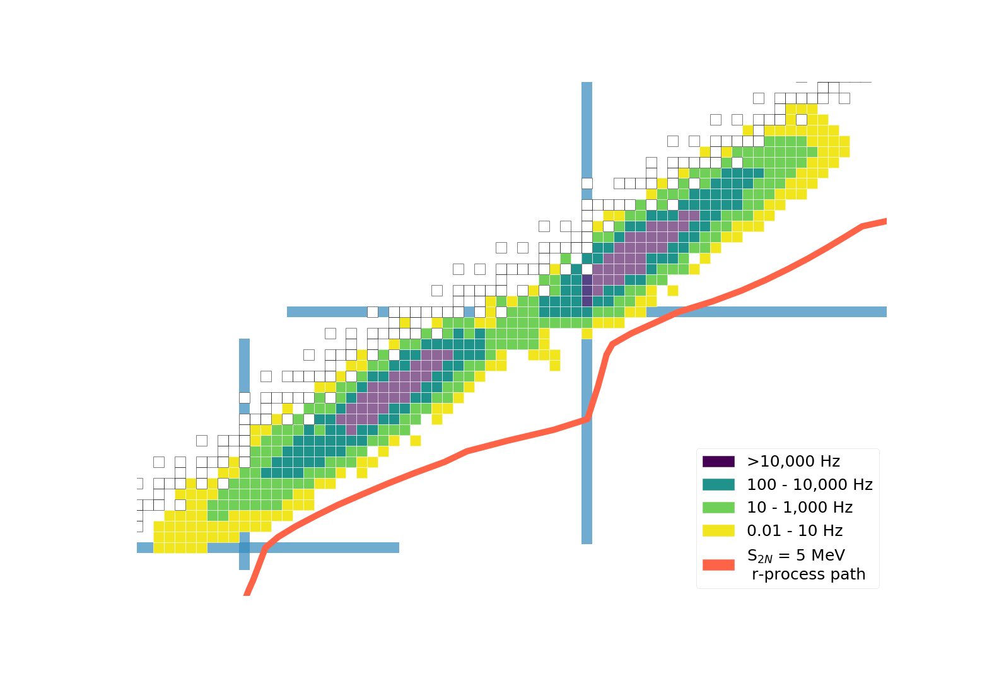 >10,000 Hz
100 - 10,000 Hz
10 - 1,000 Hz
0.01 - 10 Hz
S2N = 5 MeV
r-process path